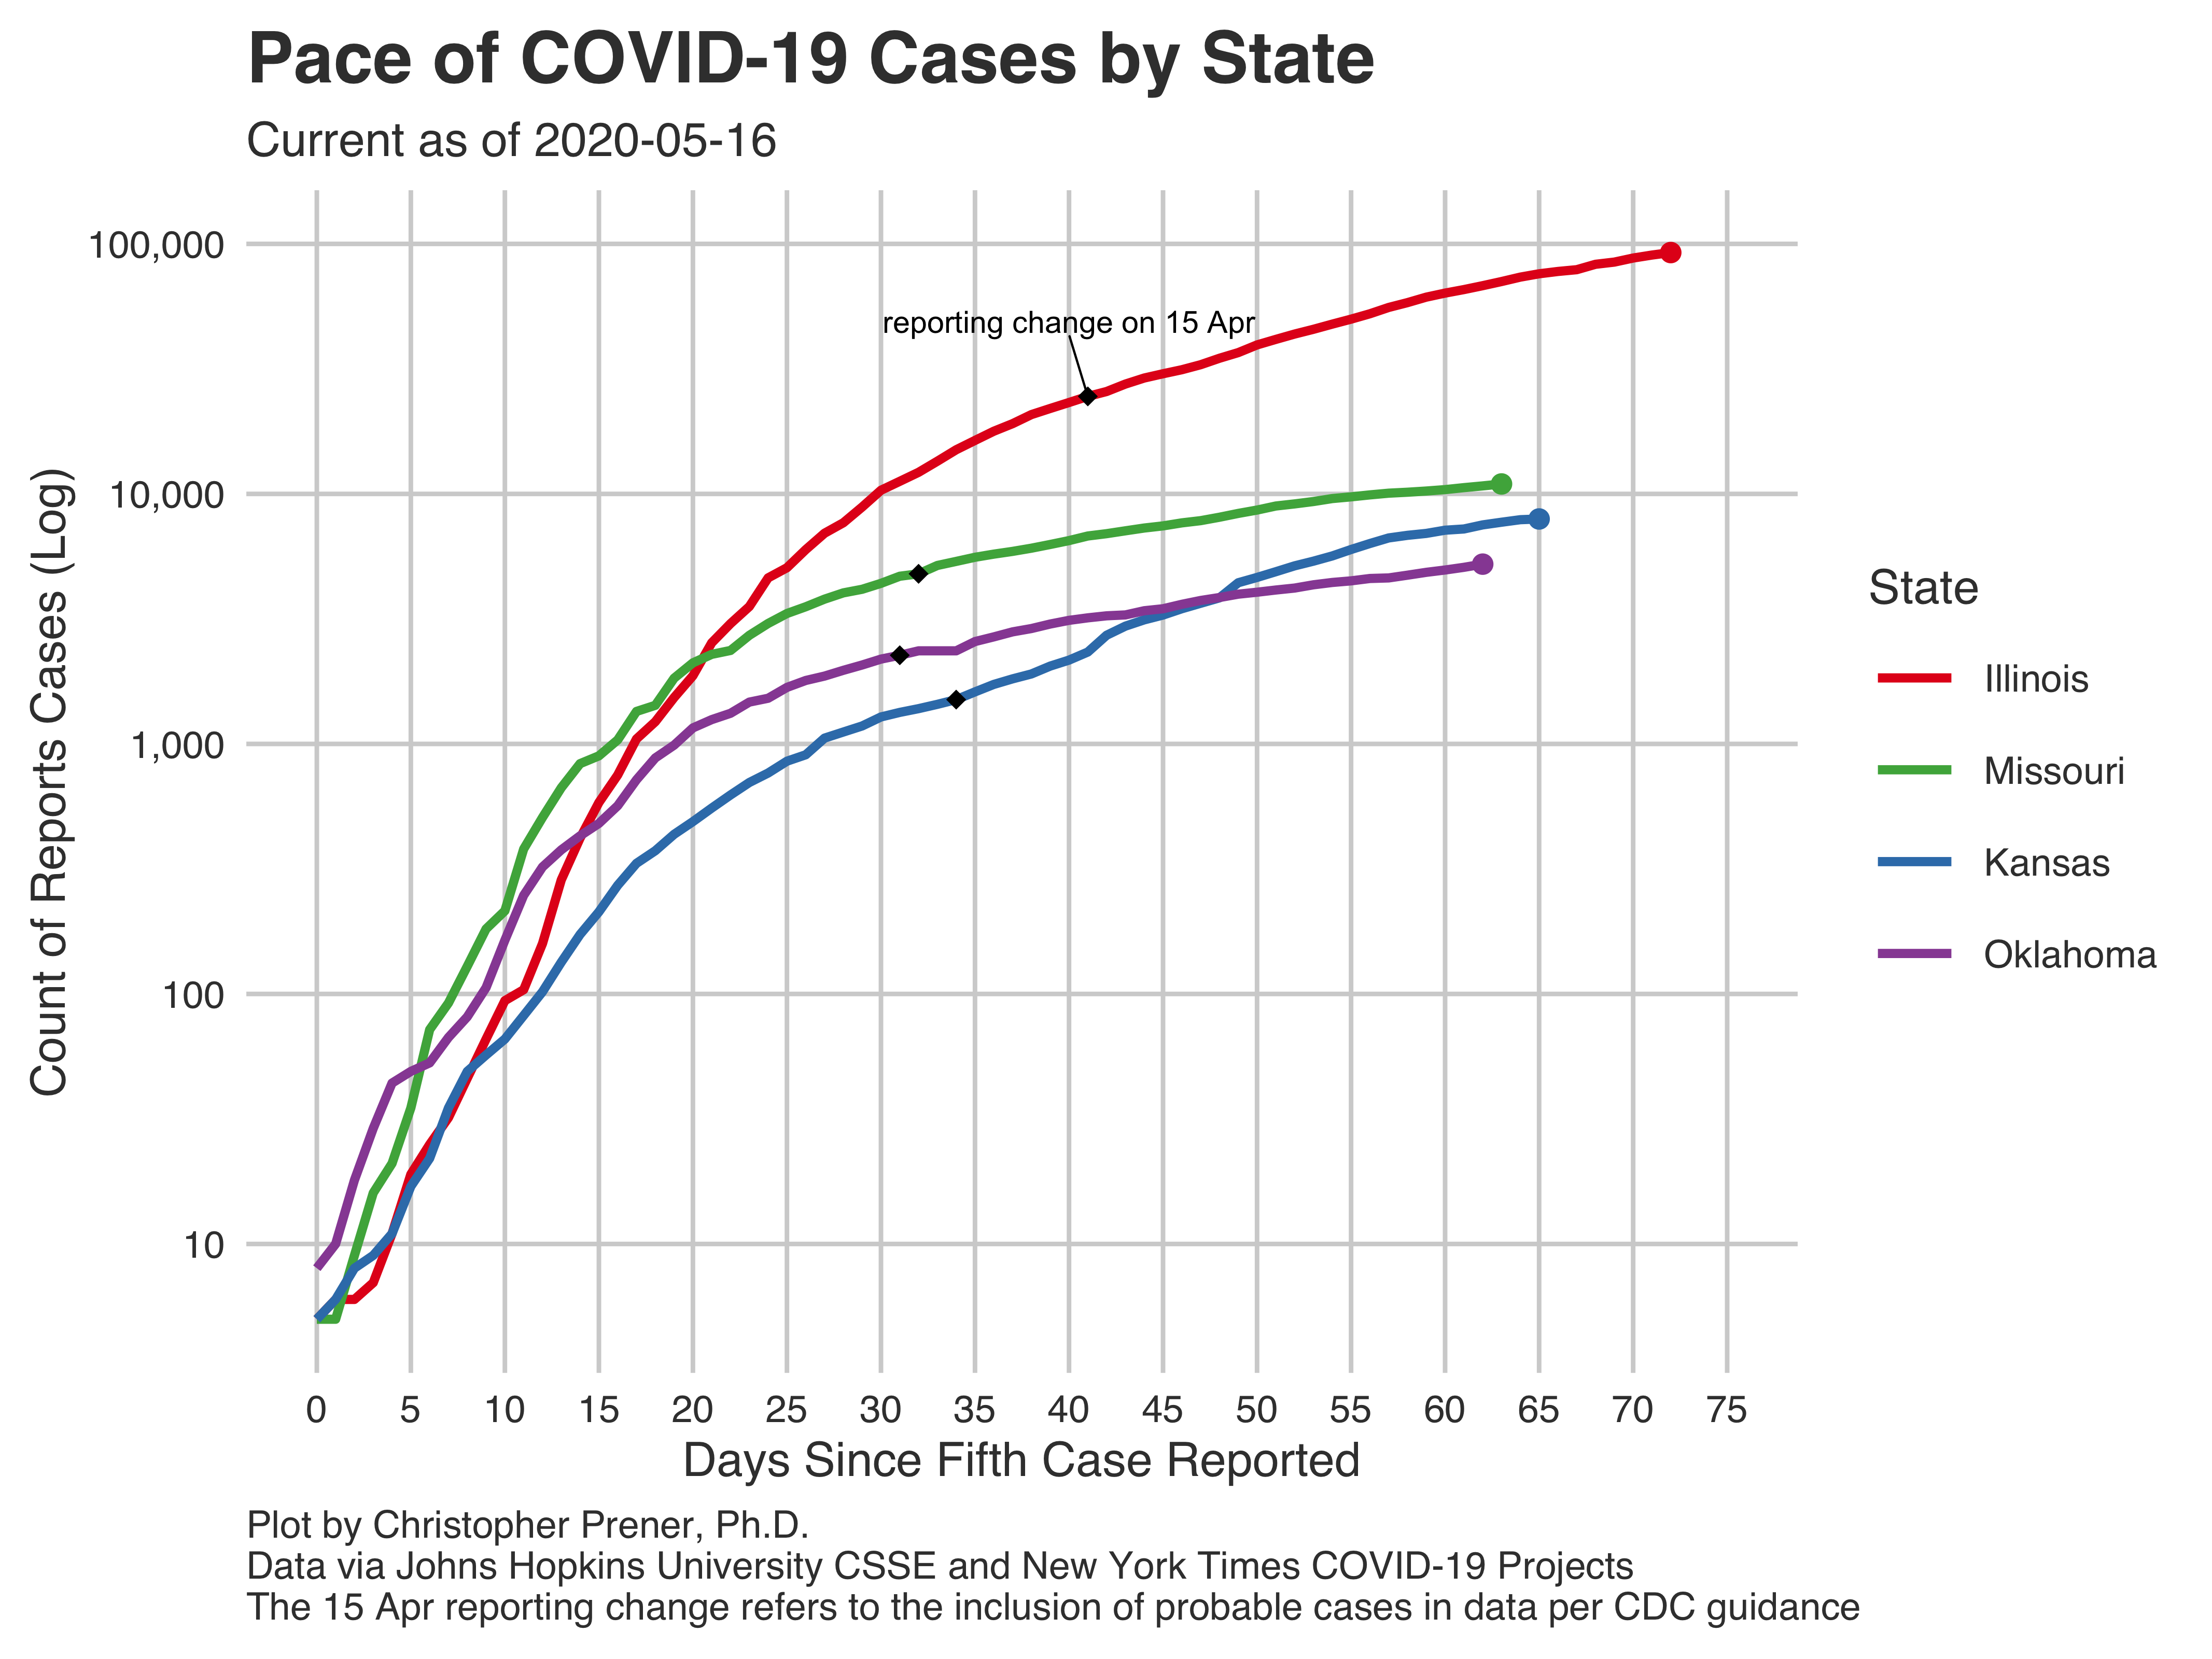 Pace of COVID-19 Cases by State
Current as of 2020-05-16
Count of Reports Cases (Log)
100,000
10,000
1,000
100
10
reporting change on 15 Apr
State
Illinois
Missouri
Kansas
Oklahoma
0 5 10 15 20 25 30 35 40 45 50 55 60 65 70 75
Days Since Fifth Case Reported
Plot by Christopher Prener, Ph.D.
Data via Johns Hopkins University CSSE and New York Times COVID-19 Projects
The 15 Apr reporting change refers to the inclusion of probable cases in data per CDC guidance